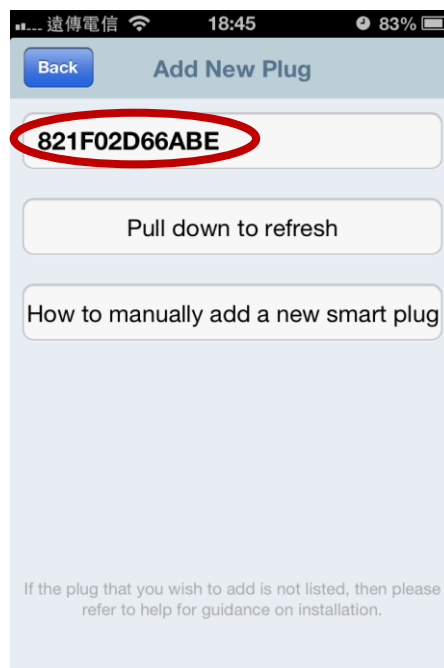 遠傳電信 18:45 83%
Back Add New Plug
821F02D66ABE
Pull down to refresh
How to manually add a new smart plug
If the plug that you wish to add is not listed, then please
refer to help for guidance on installation.